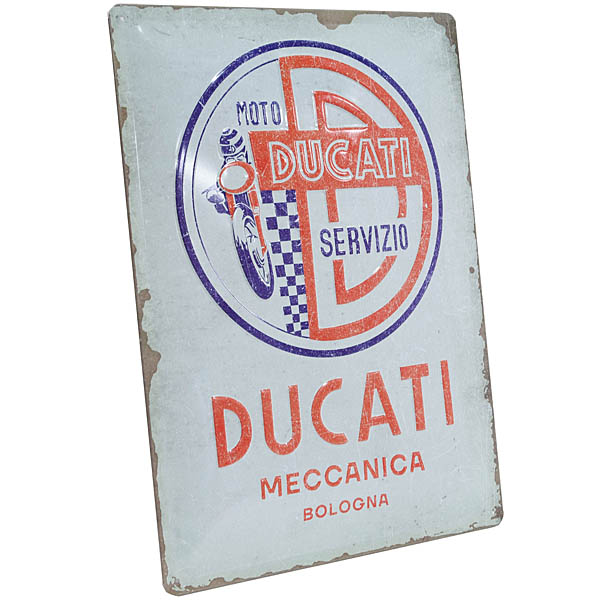 MOTO
DUCATI
SERVIZIO
DUCATI
MECCANICA
BOLOGNA